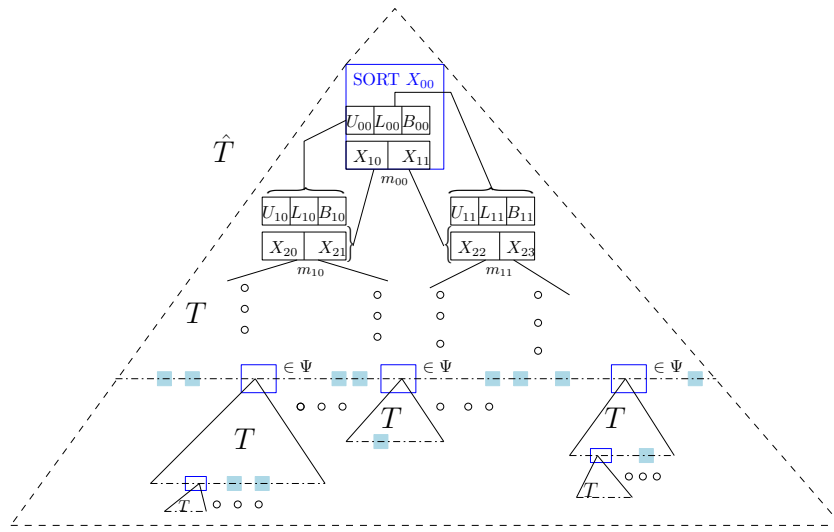 SORT X₀₀
U₀₀ L₀₀ B₀₀
T̂
X₁₀ X₁₁
m₀₀
U₁₀ L₁₀ B₁₀ U₁₁ L₁₁ B₁₁
X₂₀ X₂₁ X₂₂ X₂₃
m₁₀ m₁₁
T
∈ Ψ ∈ Ψ ∈ Ψ
T T T
T T